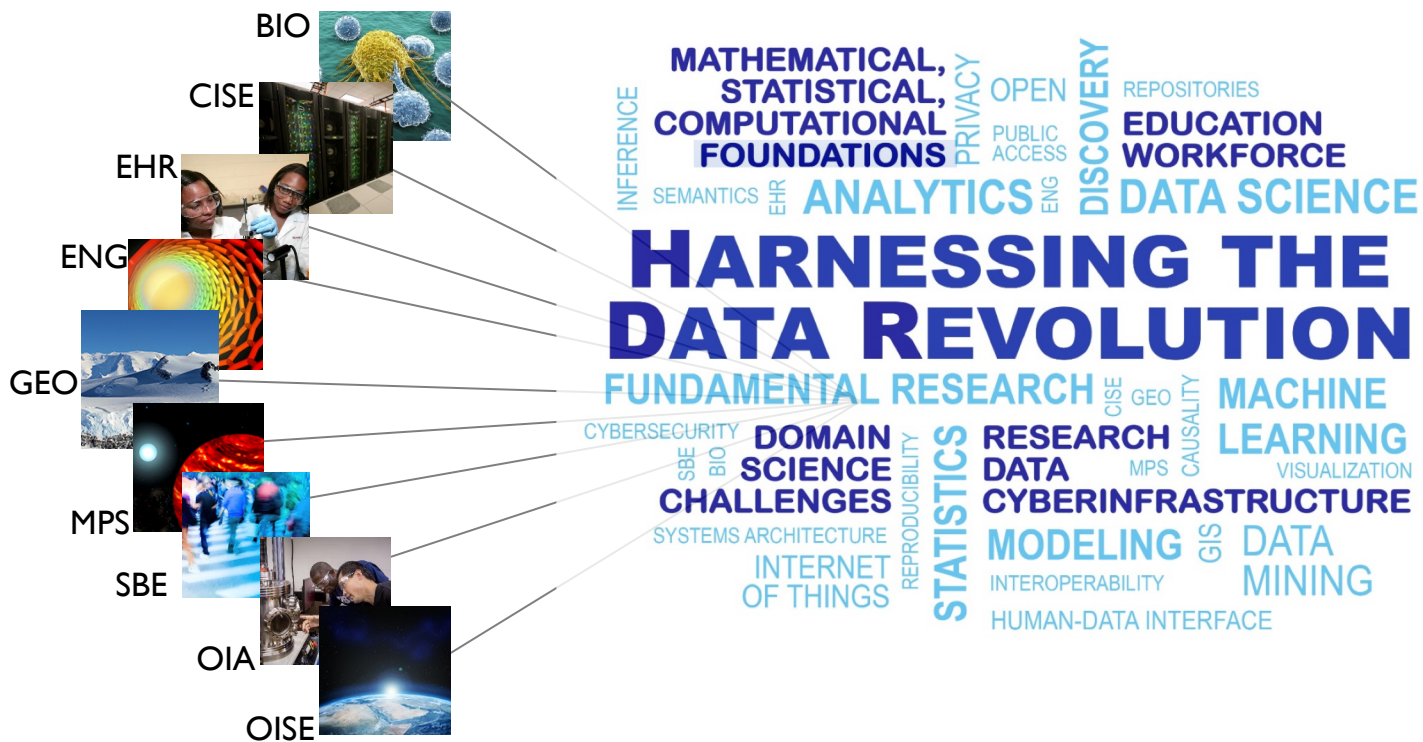 BIO
CISE
EHR
ENG
GEO
MPS
SBE
OIA
OISE
INFERENCE
MATHEMATICAL,
STATISTICAL,
COMPUTATIONAL
FOUNDATIONS
PRIVACY
OPEN
PUBLIC
ACCESS
DISCOVERY
REPOSITORIES
EDUCATION
WORKFORCE
SEMANTICS
EHR
ANALYTICS
ENG
DATA SCIENCE
HARNESSING THE
DATA REVOLUTION
FUNDAMENTAL RESEARCH
CISE
GEO
CAUSALITY
MACHINE
LEARNING
VISUALIZATION
CYBERSECURITY
SBE
BIO
DOMAIN
SCIENCE
CHALLENGES
REPRODUCIBILITY
STATISTICS
RESEARCH
DATA
MPS
CYBERINFRASTRUCTURE
SYSTEMS ARCHITECTURE
INTERNET
OF THINGS
MODELING
GIS
DATA
MINING
INTEROPERABILITY
HUMAN-DATA INTERFACE